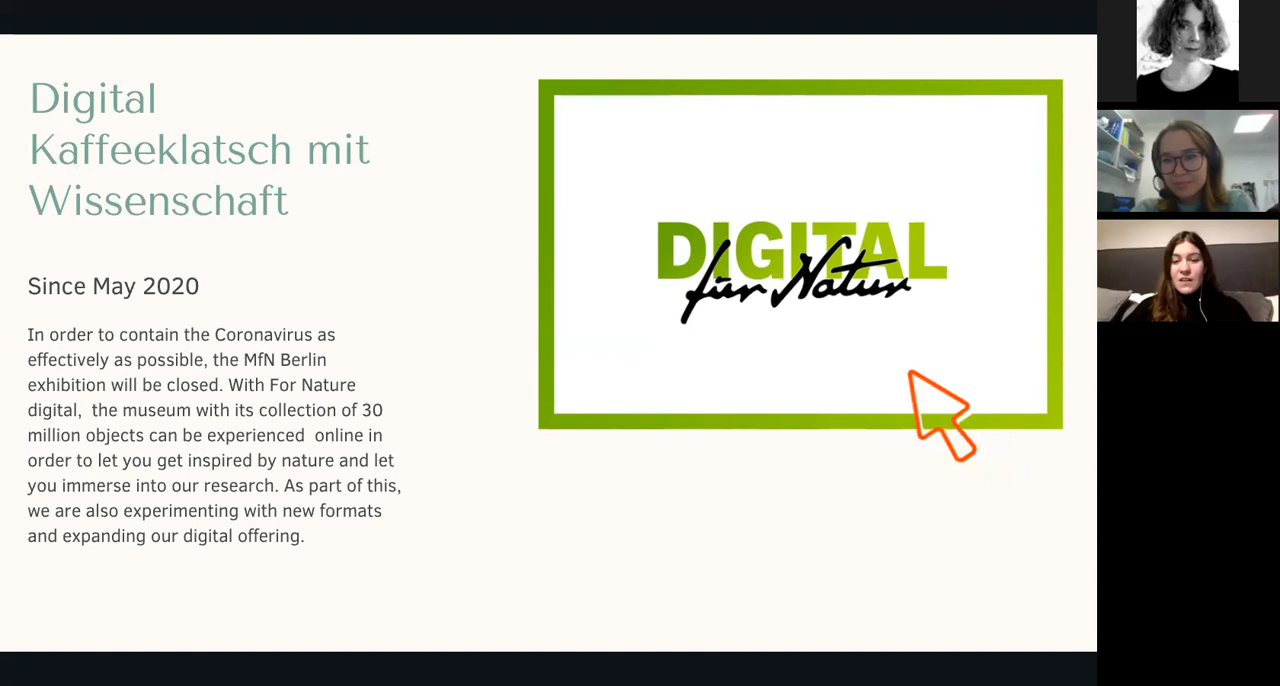 Digital
Kaffeeklatsch mit
Wissenschaft
Since May 2020
In order to contain the Coronavirus as
effectively as possible, the MfN Berlin
exhibition will be closed. With For Nature
digital,  the museum with its collection of 30
million objects can be experienced  online in
order to let you get inspired by nature and let
you immerse into our research. As part of this,
we are also experimenting with new formats
and expanding our digital offering.
DIGITAL
für Natur